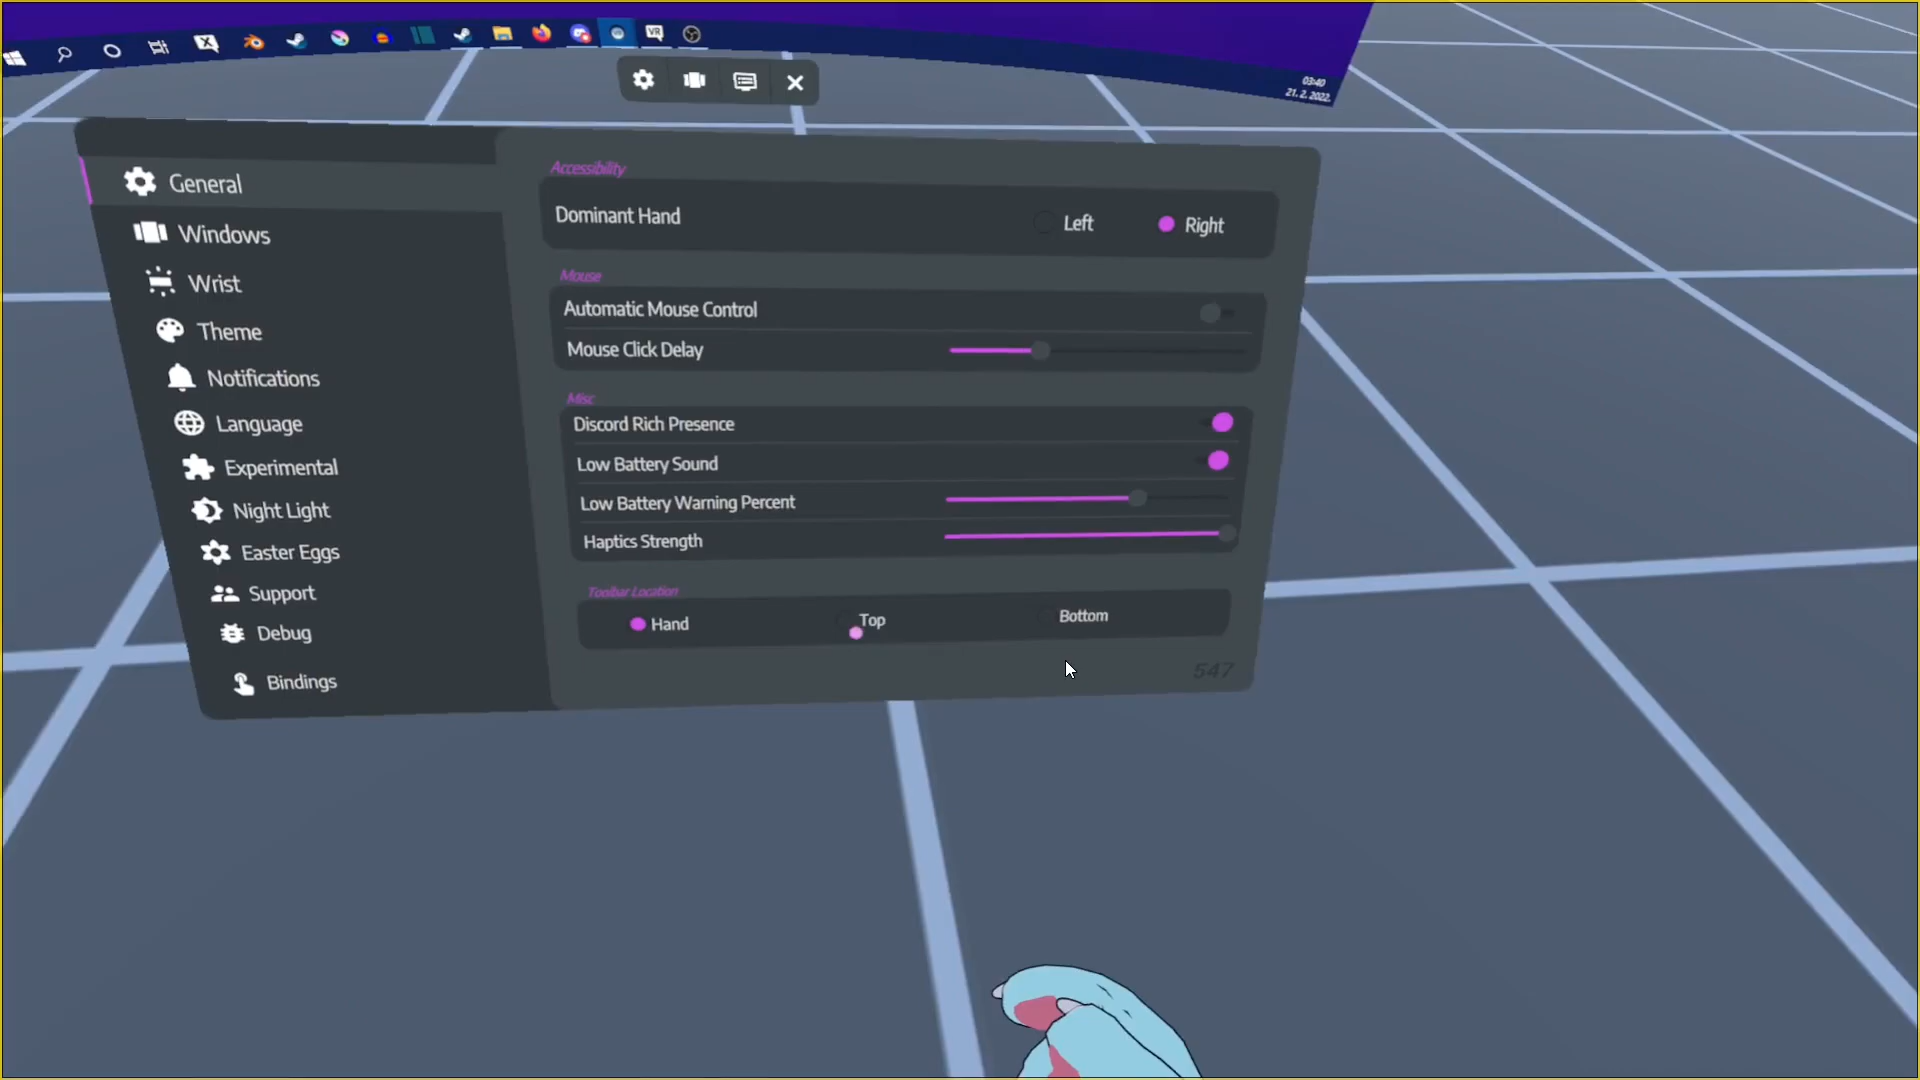 03:40
21. 2. 2022.
General
Windows
Wrist
Theme
Notifications
Language
Experimental
Night Light
Easter Eggs
Support
Debug
Bindings
Accessibility
Dominant Hand
Left
Right
Mouse
Automatic Mouse Control
Mouse Click Delay
Misc
Discord Rich Presence
Low Battery Sound
Low Battery Warning Percent
Haptics Strength
Toolbar Location
Hand
Top
Bottom
547